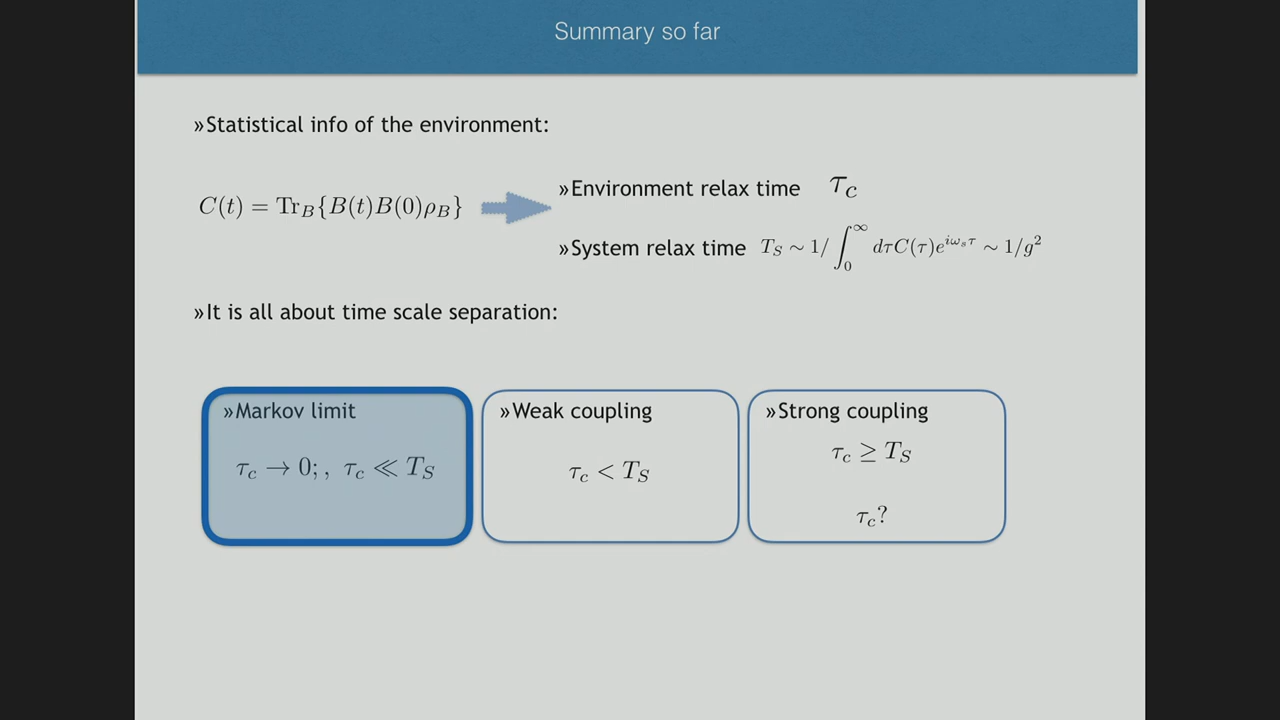 Summary so far
»Statistical info of the environment:
C(t) = Tr_B{B(t)B(0)ρ_B}
»Environment relax time τ_c
»System relax time T_S ∼ 1/ ∫_0^∞ dτC(τ)e^{iω_sτ} ∼ 1/g²
»It is all about time scale separation:
»Markov limit
τ_c → 0; , τ_c ≪ T_S
»Weak coupling
τ_c < T_S
»Strong coupling
τ_c ≥ T_S
τ_c?